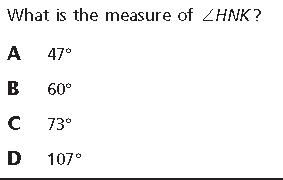 What is the measure of ∠HNK?
A 47°
B 60°
C 73°
D 107°